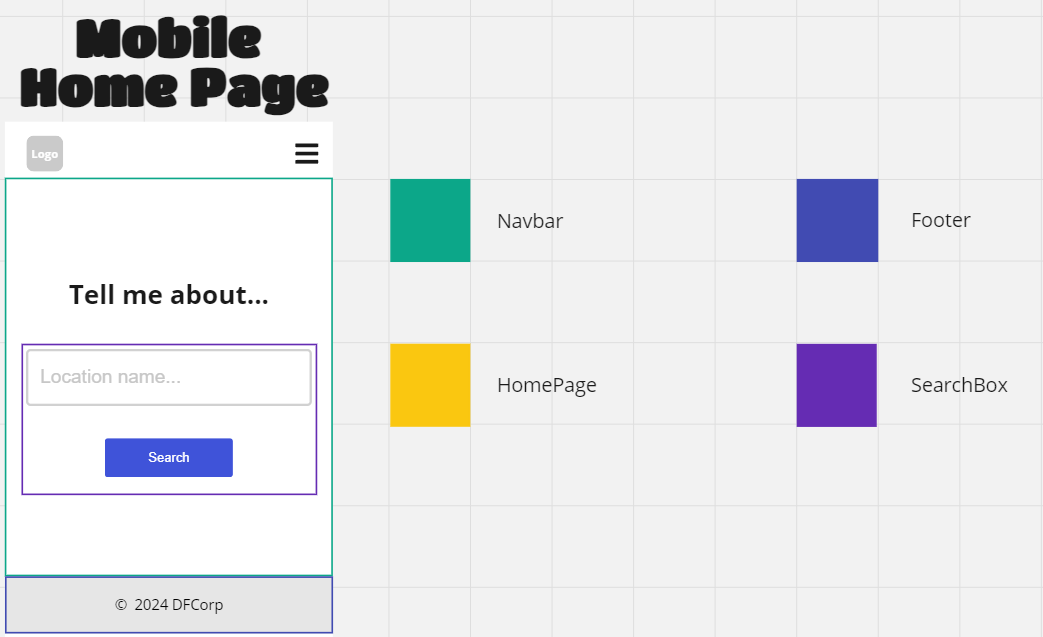 Mobile
Home Page
Logo
Tell me about...
Location name...
Search
© 2024 DFCorp
Navbar
Footer
HomePage
SearchBox